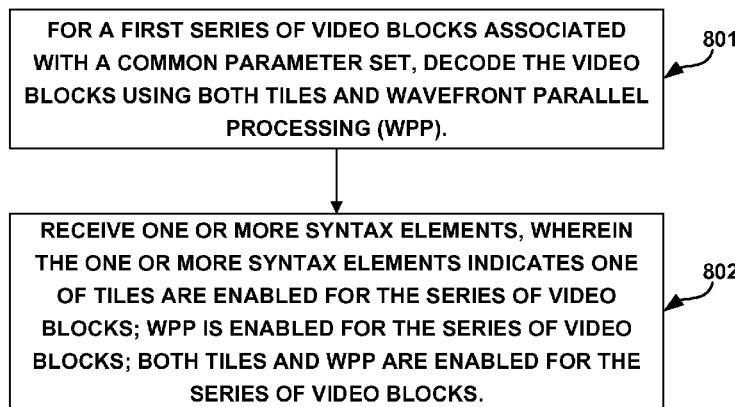 FOR A FIRST SERIES OF VIDEO BLOCKS ASSOCIATED
WITH A COMMON PARAMETER SET, DECODE THE VIDEO
BLOCKS USING BOTH TILES AND WAVEFRONT PARALLEL
PROCESSING (WPP).
801
RECEIVE ONE OR MORE SYNTAX ELEMENTS, WHEREIN
THE ONE OR MORE SYNTAX ELEMENTS INDICATES ONE
OF TILES ARE ENABLED FOR THE SERIES OF VIDEO
BLOCKS; WPP IS ENABLED FOR THE SERIES OF VIDEO
BLOCKS; BOTH TILES AND WPP ARE ENABLED FOR THE
SERIES OF VIDEO BLOCKS.
802